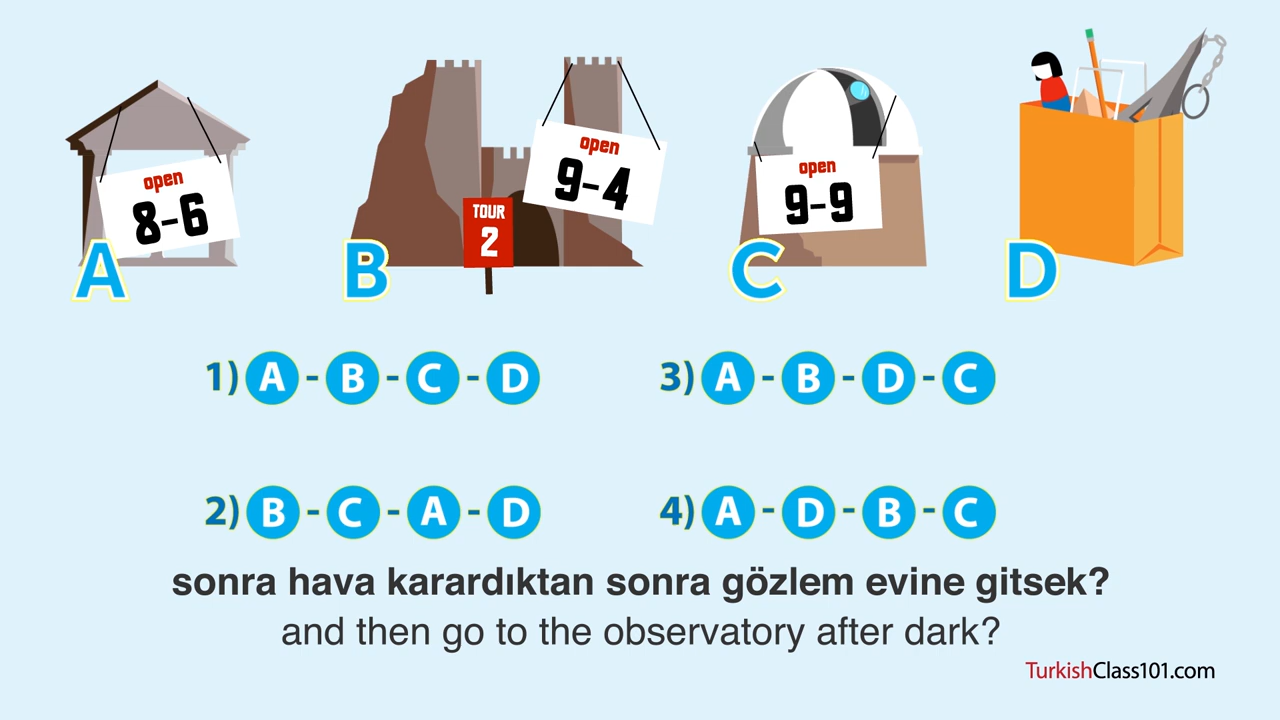 open
8-6
A
TOUR
2
B
open
9-4
open
9-9
C
D
1) A - B - C - D
3) A - B - D - C
2) B - C - A - D
4) A - D - B - C
sonra hava karardıktan sonra gözlem evine gitsek?
and then go to the observatory after dark?
TurkishClass101.com